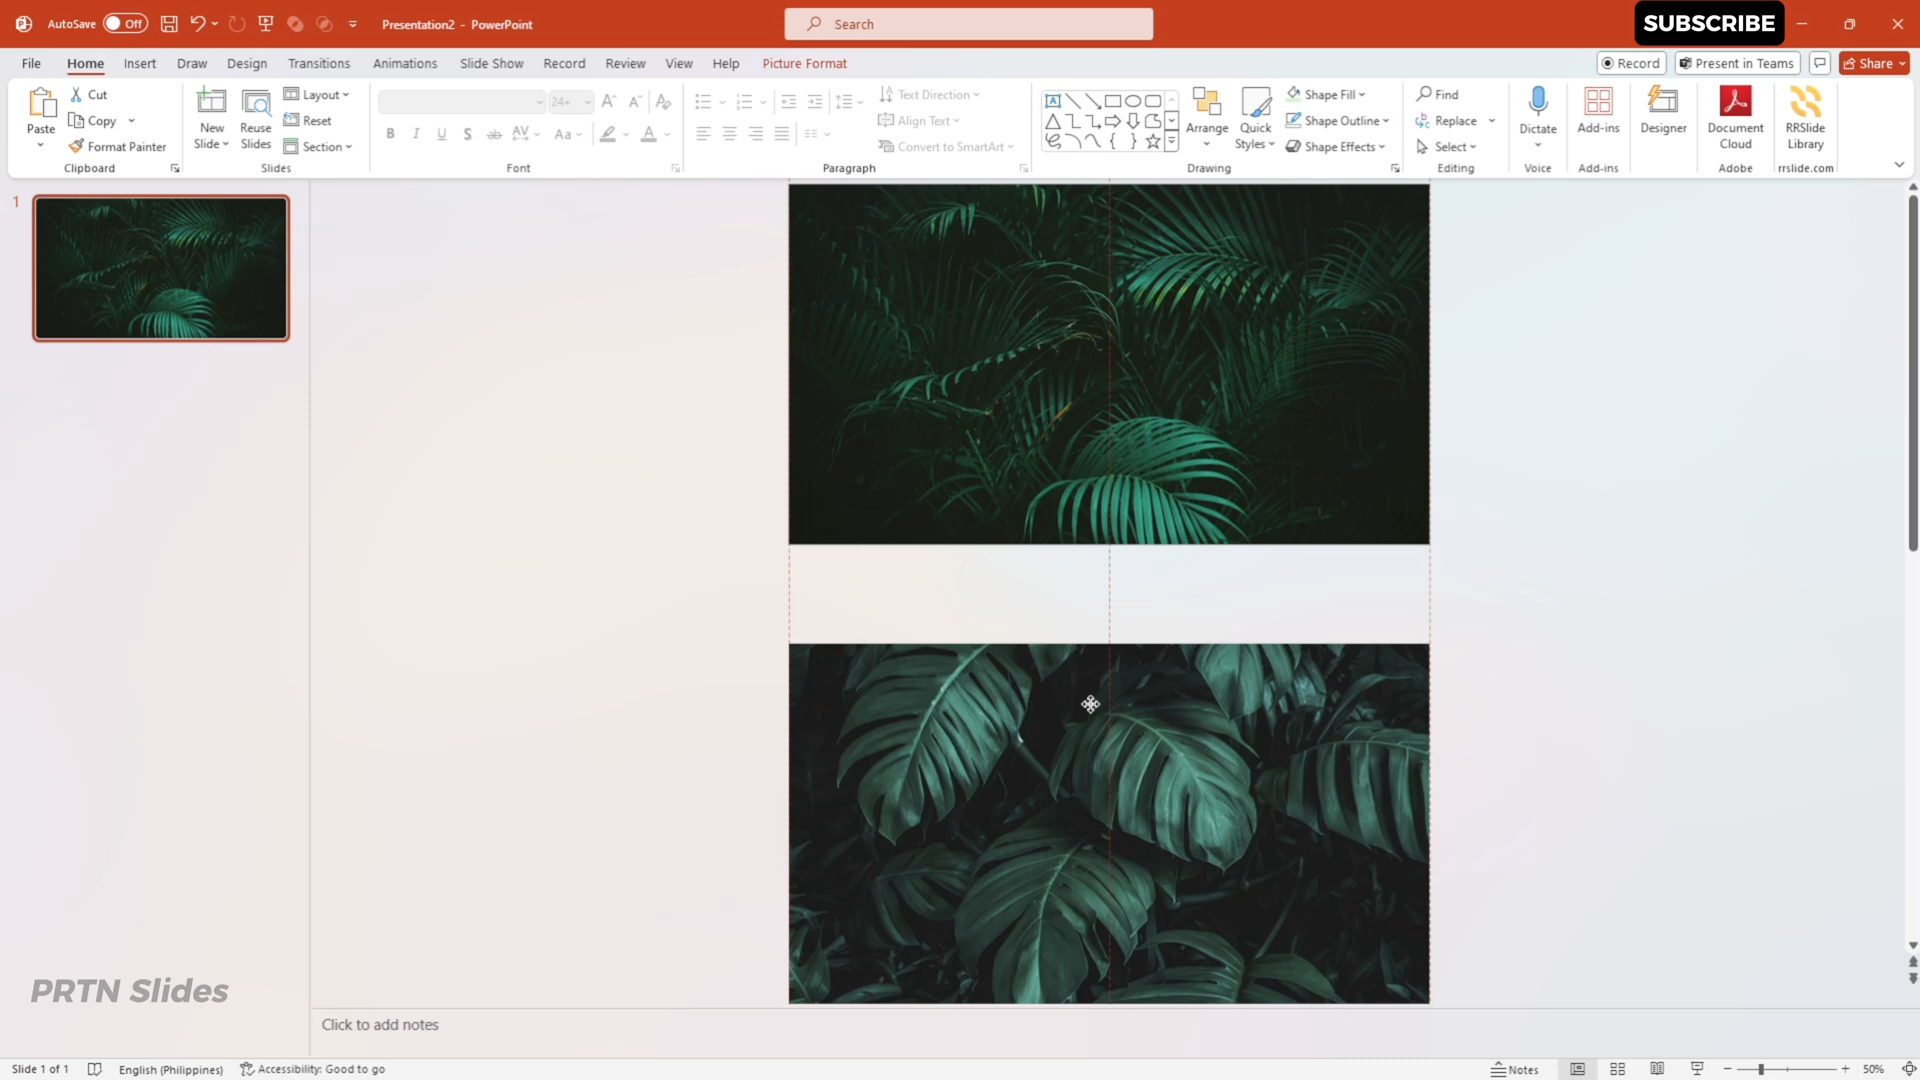 AutoSave Off Presentation2 - PowerPoint Search SUBSCRIBE
File Home Insert Draw Design Transitions Animations Slide Show Record Review View Help Picture Format Record Present in Teams Share
Paste
Cut
Copy
Format Painter
Clipboard
New Slide
Reuse Slides
Layout
Reset
Section
Slides
24+
B I U S ab AV Aa A
Font
Text Direction
Align Text
Convert to SmartArt
Paragraph
Arrange
Quick Styles
Shape Fill
Shape Outline
Shape Effects
Drawing
Find
Replace
Select
Editing
Dictate
Voice
Add-ins
Add-ins
Designer
Document Cloud
Adobe
RRSlide Library
rrslide.com
1
PRTN Slides
Click to add notes
Slide 1 of 1 English (Philippines) Accessibility: Good to go Notes 50%